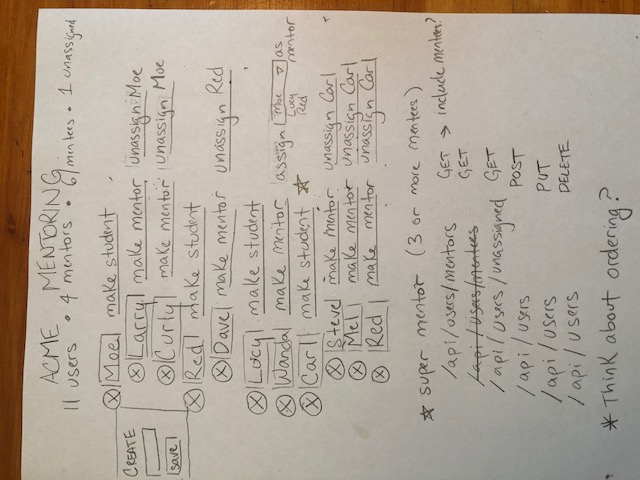 ACME MENTORING
11 users • 4 mentors • 6 mentees • 1 unassigned
CREATE
save
Ⓧ Moe make student
Ⓧ Larry make mentor unassign Moe
Ⓧ Curly make mentor unassign Moe
Ⓧ Red make student
Ⓧ Dave make mentor unassign Red
Ⓧ Lucy make student
Ⓧ Wanda make mentor assign Moe ▽ as mentor
Lucy
Red
Ⓧ Carl make student ☆
Ⓧ Steve make mentor unassign Carl
Ⓧ Mel make mentor unassign Carl
Ⓧ Red make mentor unassign Carl
☆ super mentor (3 or more mentees)
/api/users/mentors GET → include mentees?
/api/users/mentees GET
/api/users/unassigned GET
/api/users POST
/api/users PUT
/api/users DELETE
* Think about ordering?